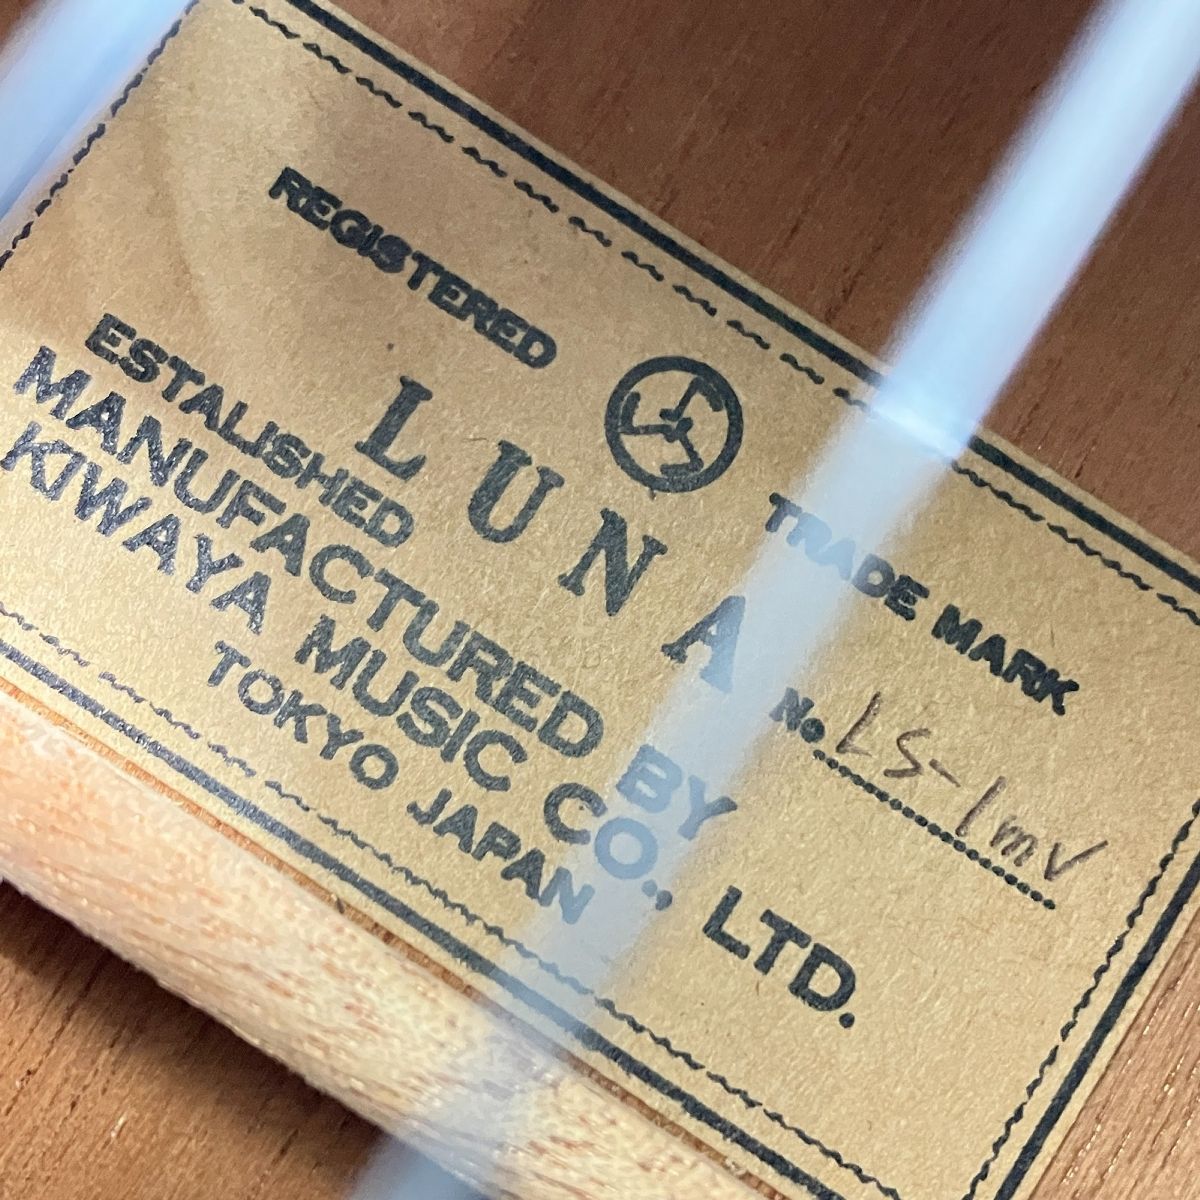 REGISTERED TRADE MARK
LUNA
ESTALISHED No. LS-1mV
MANUFACTURED BY
KIWAYA MUSIC CO., LTD.
TOKYO JAPAN